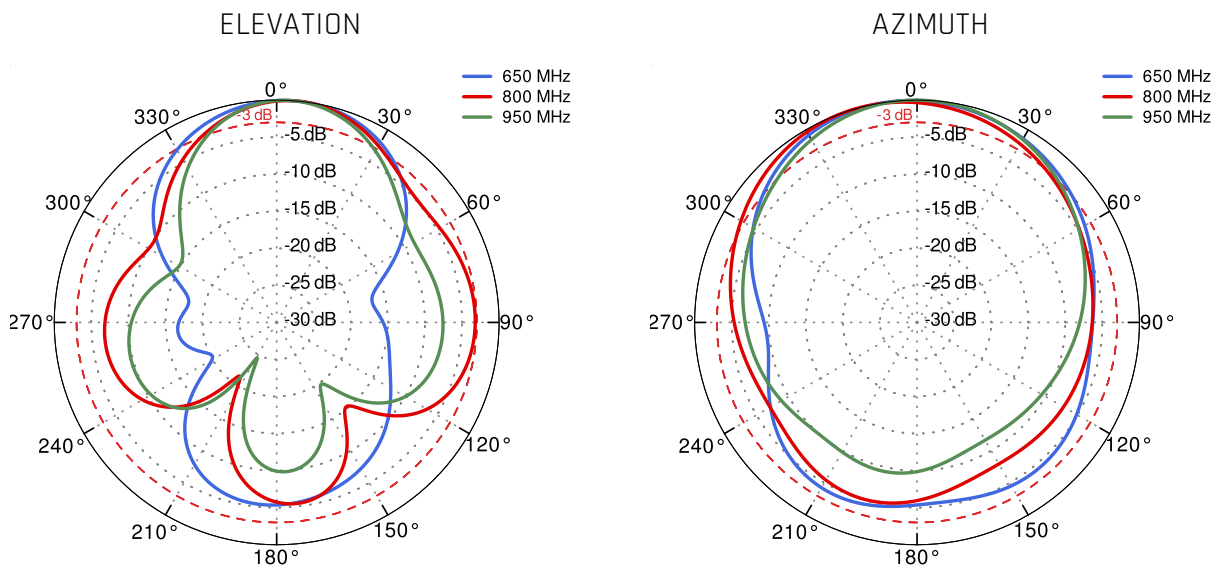 ELEVATION
650 MHz
800 MHz
950 MHz
0°
30°
60°
90°
120°
150°
180°
210°
240°
270°
300°
330°
-3 dB
-5 dB
-10 dB
-15 dB
-20 dB
-25 dB
-30 dB
AZIMUTH
650 MHz
800 MHz
950 MHz
0°
30°
60°
90°
120°
150°
180°
210°
240°
270°
300°
330°
-3 dB
-5 dB
-10 dB
-15 dB
-20 dB
-25 dB
-30 dB